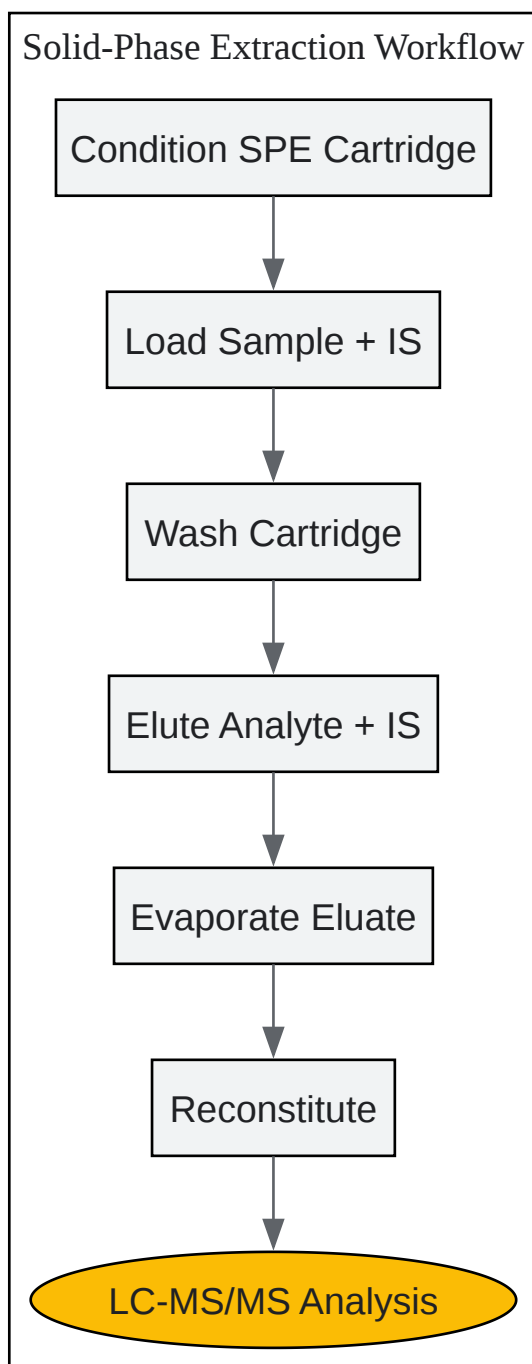 Solid-Phase Extraction Workflow
Condition SPE Cartridge
Load Sample + IS
Wash Cartridge
Elute Analyte + IS
Evaporate Eluate
Reconstitute
LC-MS/MS Analysis